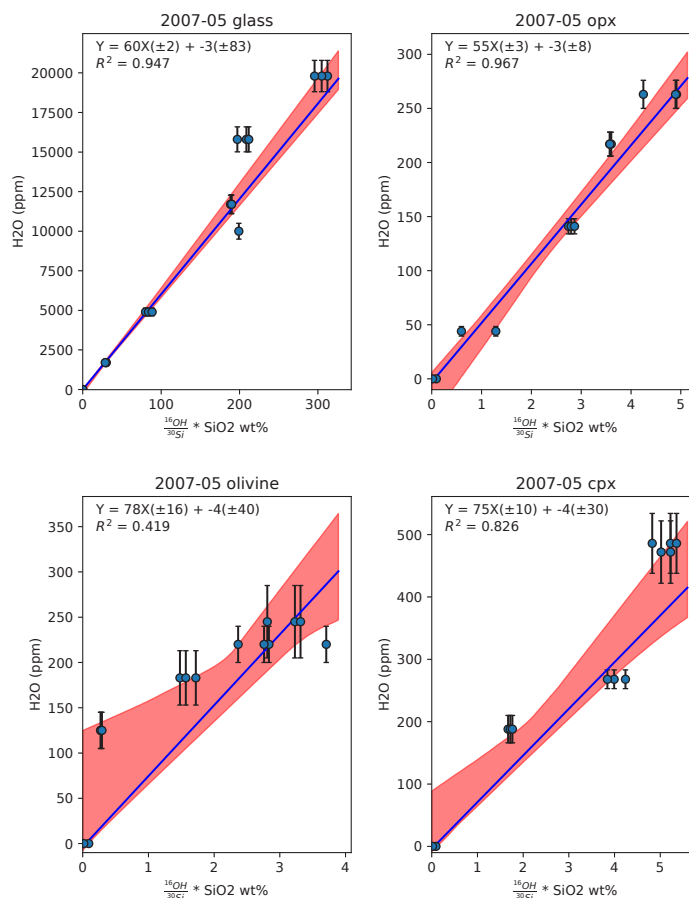 2007-05 glass
Y = 60X(±2) + -3(±83)
R² = 0.947
20000
17500
15000
12500
10000
7500
5000
2500
0
H2O (ppm)
0 100 200 300
¹⁶OH/³⁰Si * SiO2 wt%
2007-05 opx
Y = 55X(±3) + -3(±8)
R² = 0.967
300
250
200
150
100
50
0
H2O (ppm)
0 1 2 3 4 5
¹⁶OH/³⁰Si * SiO2 wt%
2007-05 olivine
Y = 78X(±16) + -4(±40)
R² = 0.419
350
300
250
200
150
100
50
0
H2O (ppm)
0 1 2 3 4
¹⁶OH/³⁰Si * SiO2 wt%
2007-05 cpx
Y = 75X(±10) + -4(±30)
R² = 0.826
500
400
300
200
100
0
H2O (ppm)
0 1 2 3 4 5
¹⁶OH/³⁰Si * SiO2 wt%